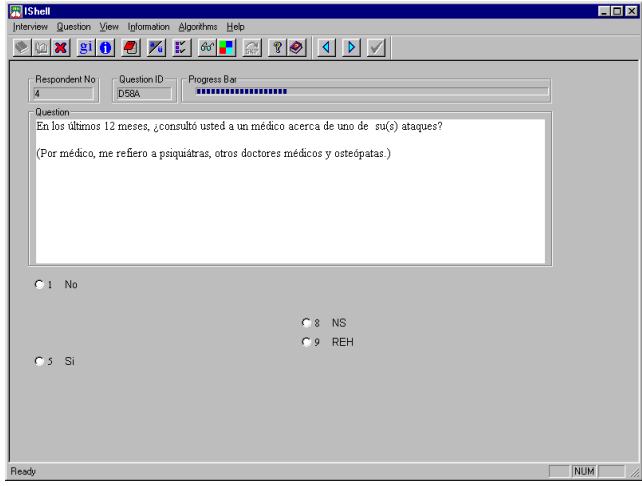 IShell
Interview Question View Information Algorithms Help
gi
SKIP
Respondent No
4
Question ID
D58A
Progress Bar
Question
En los últimos 12 meses, ¿consultó usted a un médico acerca de uno de su(s) ataques?
(Por médico, me refiero a psiquiátras, otros doctores médicos y osteópatas.)
1 No
8 NS
9 REH
5 Si
Ready
NUM